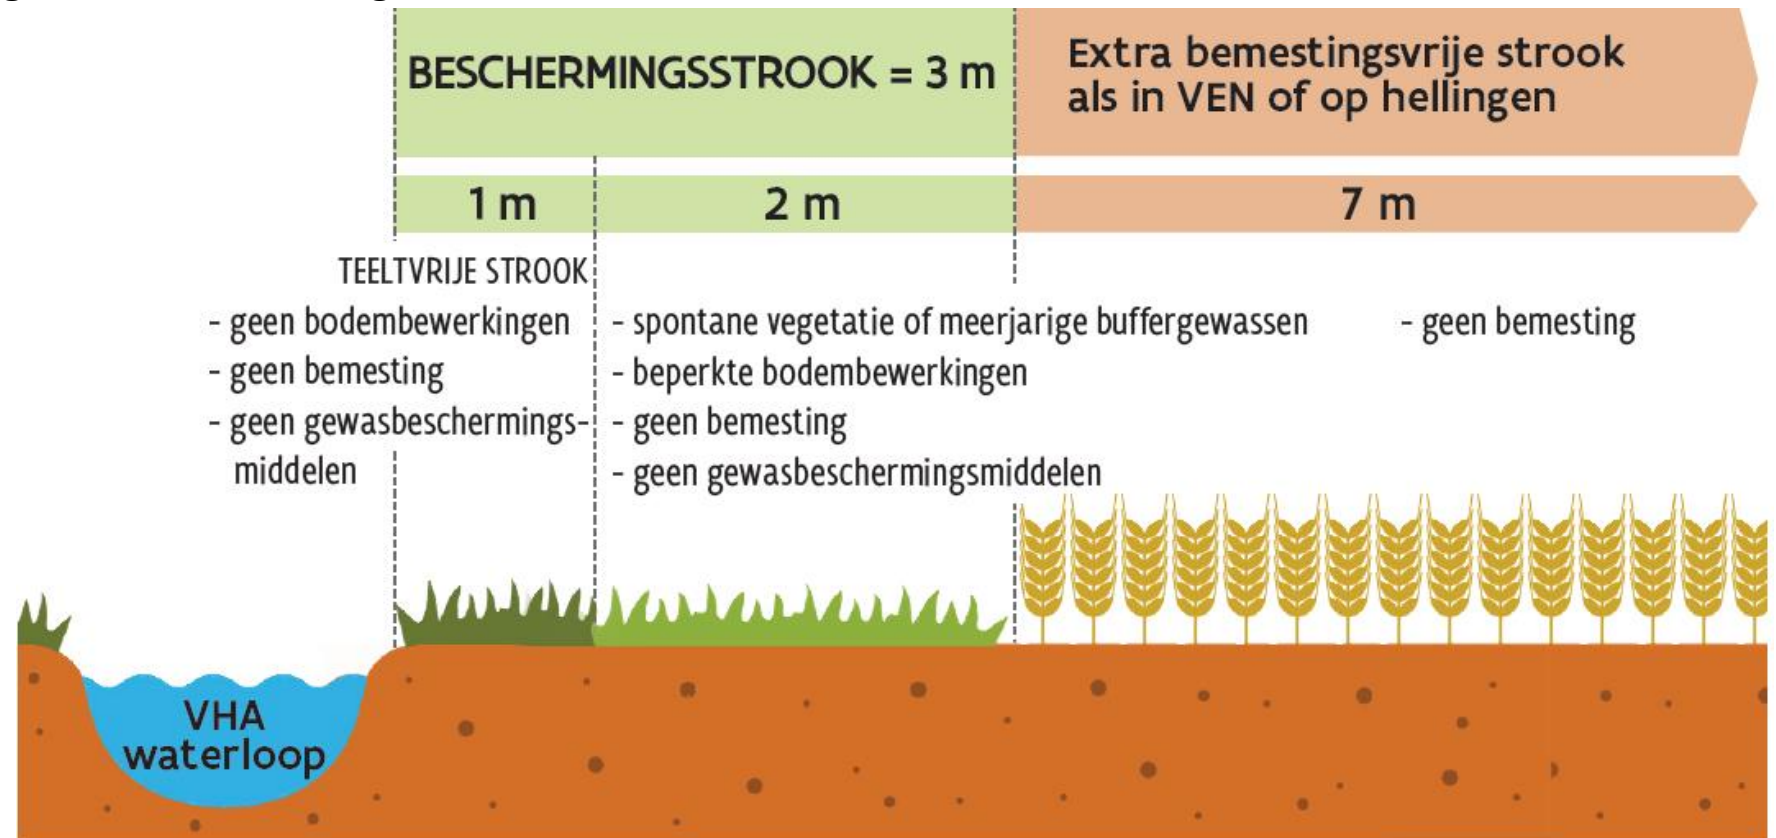 BESCHERMINGSSTROOK = 3 m
Extra bemestingsvrije strook
als in VEN of op hellingen
1 m
2 m
7 m
TEELTVRIJE STROOK
- geen bodembewerkingen
- geen bemesting
- geen gewasbeschermings-
middelen
- spontane vegetatie of meerjarige buffergewassen
- beperkte bodembewerkingen
- geen bemesting
- geen gewasbeschermingsmiddelen
- geen bemesting
VHA
waterloop